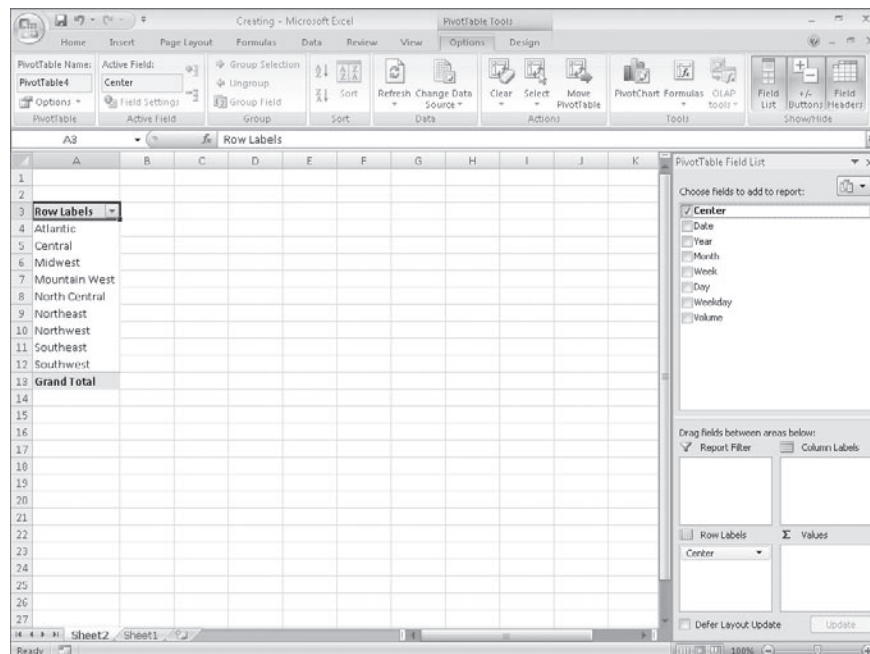 Creating - Microsoft Excel PivotTable Tools
Home Insert Page Layout Formulas Data Review View Options Design
PivotTable Name: Active Field: Group Selection
PivotTable4 Center Ungroup Sort Refresh Change Data Clear Select Move PivotChart Formulas OLAP Field +/- Field
Options Field Settings Group Field Source PivotTable tools List Buttons Headers
PivotTable Active Field Group Sort Data Actions Tools Show/Hide
A3 fx Row Labels
A B C D E F G H I J K PivotTable Field List
1
2 Choose fields to add to report:
3 Row Labels Center
4 Atlantic Date
5 Central Year
6 Midwest Month
7 Mountain West Week
8 North Central Day
9 Northeast Weekday
10 Northwest Volume
11 Southeast
12 Southwest
13 Grand Total
14
15
16 Drag fields between areas below:
17 Report Filter Column Labels
18
19
20
21
22 Row Labels Σ Values
23 Center
24
25
26
27 Defer Layout Update Update
Sheet2 Sheet1
Ready 100%